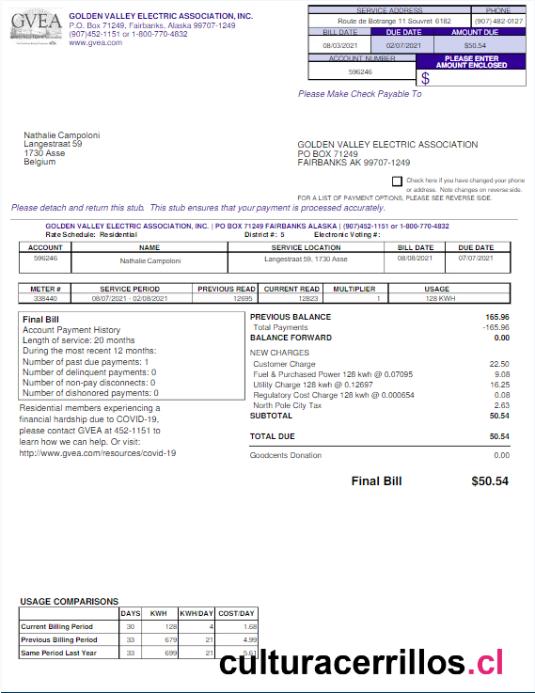 GVEA
GOLDEN VALLEY ELECTRIC ASSOCIATION, INC.
P.O. Box 71249, Fairbanks, Alaska 99707-1249
(907)452-1151 or 1-800-770-4832
www.gvea.com
SERVICE ADDRESS PHONE
Route de Botrange 11 Souvret 6182 (907)482-0127
BILL DATE DUE DATE AMOUNT DUE
08/03/2021 02/07/2021 $50.54
ACCOUNT NUMBER PLEASE ENTER AMOUNT ENCLOSED
596246 $
Please Make Check Payable To
Nathalie Campoloni
Langestraat 59
1730 Asse
Belgium
GOLDEN VALLEY ELECTRIC ASSOCIATION
PO BOX 71249
FAIRBANKS AK 99707-1249
Check here if you have changed your phone
or address. Note changes on reverse side.
FOR A LIST OF PAYMENT OPTIONS, PLEASE SEE REVERSE SIDE.
Please detach and return this stub. This stub ensures that your payment is processed accurately.
GOLDEN VALLEY ELECTRIC ASSOCIATION, INC. | PO BOX 71249 FAIRBANKS ALASKA | (907)452-1151 or 1-800-770-4832
Rate Schedule: Residential District #: 5 Electronic Voting #:
ACCOUNT NAME SERVICE LOCATION BILL DATE DUE DATE
596246 Nathalie Campoloni Langestraat 59, 1730 Asse 08/08/2021 07/07/2021
METER # SERVICE PERIOD PREVIOUS READ CURRENT READ MULTIPLIER USAGE
338440 08/07/2021 - 02/08/2021 12695 12823 1 128 KWH
Final Bill
Account Payment History
Length of service: 20 months
During the most recent 12 months:
Number of past due payments: 1
Number of delinquent payments: 0
Number of non-pay disconnects: 0
Number of dishonored payments: 0
Residential members experiencing a
financial hardship due to COVID-19,
please contact GVEA at 452-1151 to
learn how we can help. Or visit:
http://www.gvea.com/resources/covid-19
PREVIOUS BALANCE 165.96
Total Payments -165.96
BALANCE FORWARD 0.00
NEW CHARGES
Customer Charge 22.50
Fuel & Purchased Power 128 kwh @ 0.07095 9.08
Utility Charge 128 kwh @ 0.12697 16.25
Regulatory Cost Charge 128 kwh @ 0.000654 0.08
North Pole City Tax 2.63
SUBTOTAL 50.54
TOTAL DUE 50.54
Goodcents Donation 0.00
Final Bill $50.54
USAGE COMPARISONS
DAYS KWH KWH/DAY COST/DAY
Current Billing Period 30 128 4 1.68
Previous Billing Period 33 679 21 4.99
Same Period Last Year 33 699 21
culturacerrillos.cl